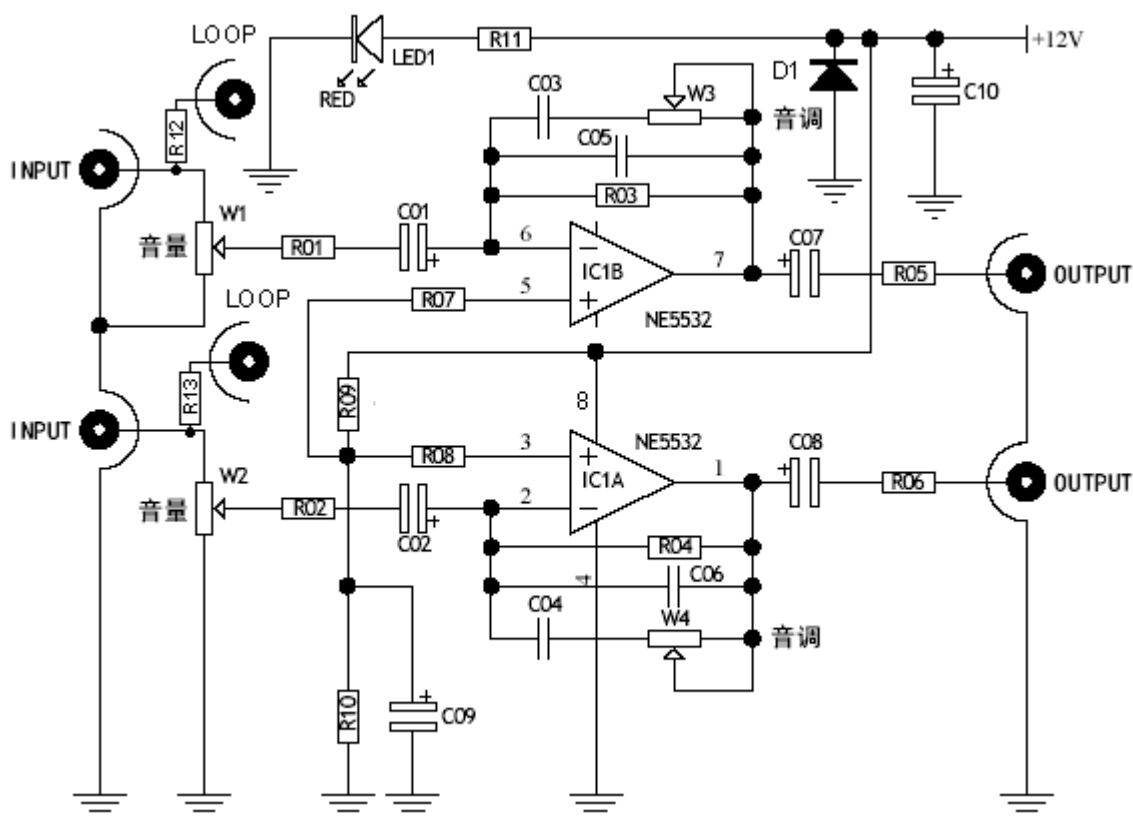 LOOP
R11
+12V
LED1
RED
D1
C10
C03
W3
音调
R12
INPUT
C05
R03
W1
音量
R01
C01
6
7
C07
IC1B
5
R07
R05
OUTPUT
NE5532
LOOP
R13
INPUT
R09
8
NE5532
W2
音量
R02
C02
R08
3
2
IC1A
1
C08
R06
OUTPUT
R04
4
C06
C04
W4
音调
R10
C09